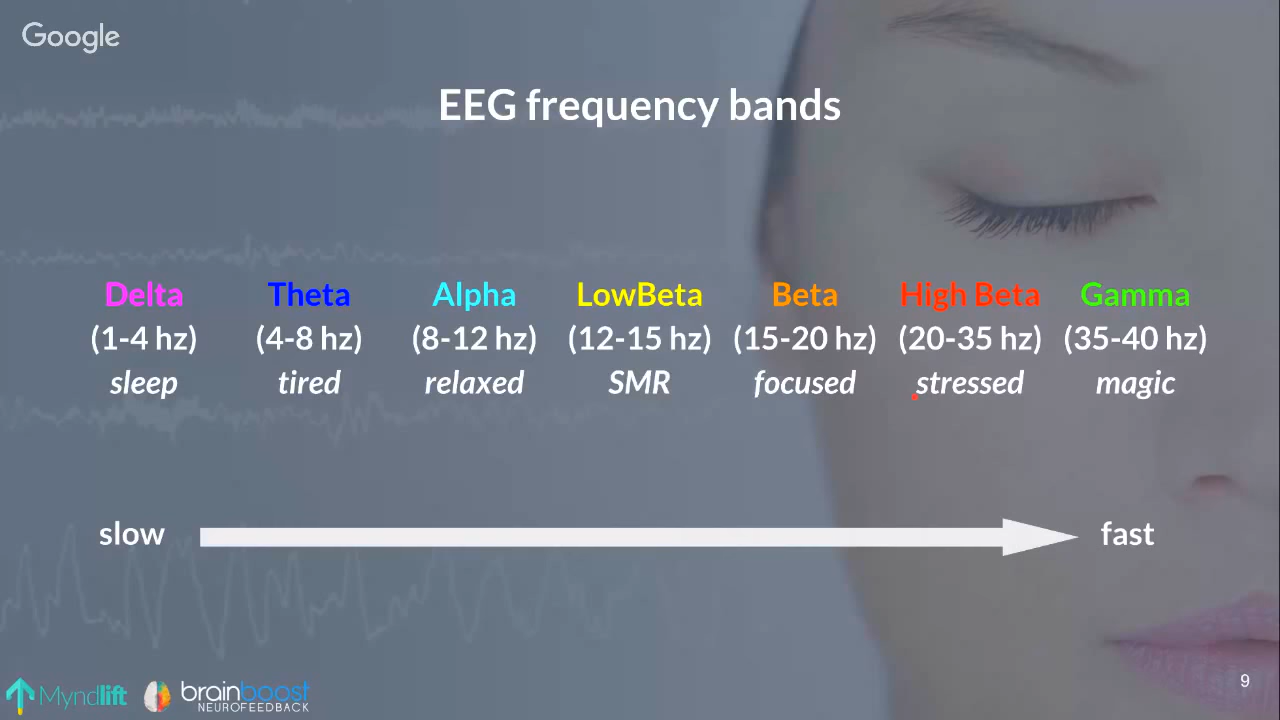 Google
EEG frequency bands
Delta Theta Alpha LowBeta Beta High Beta Gamma
(1-4 hz) (4-8 hz) (8-12 hz) (12-15 hz) (15-20 hz) (20-35 hz) (35-40 hz)
sleep tired relaxed SMR focused stressed magic
slow fast
Myndlift brainboost
NEUROFEEDBACK
9